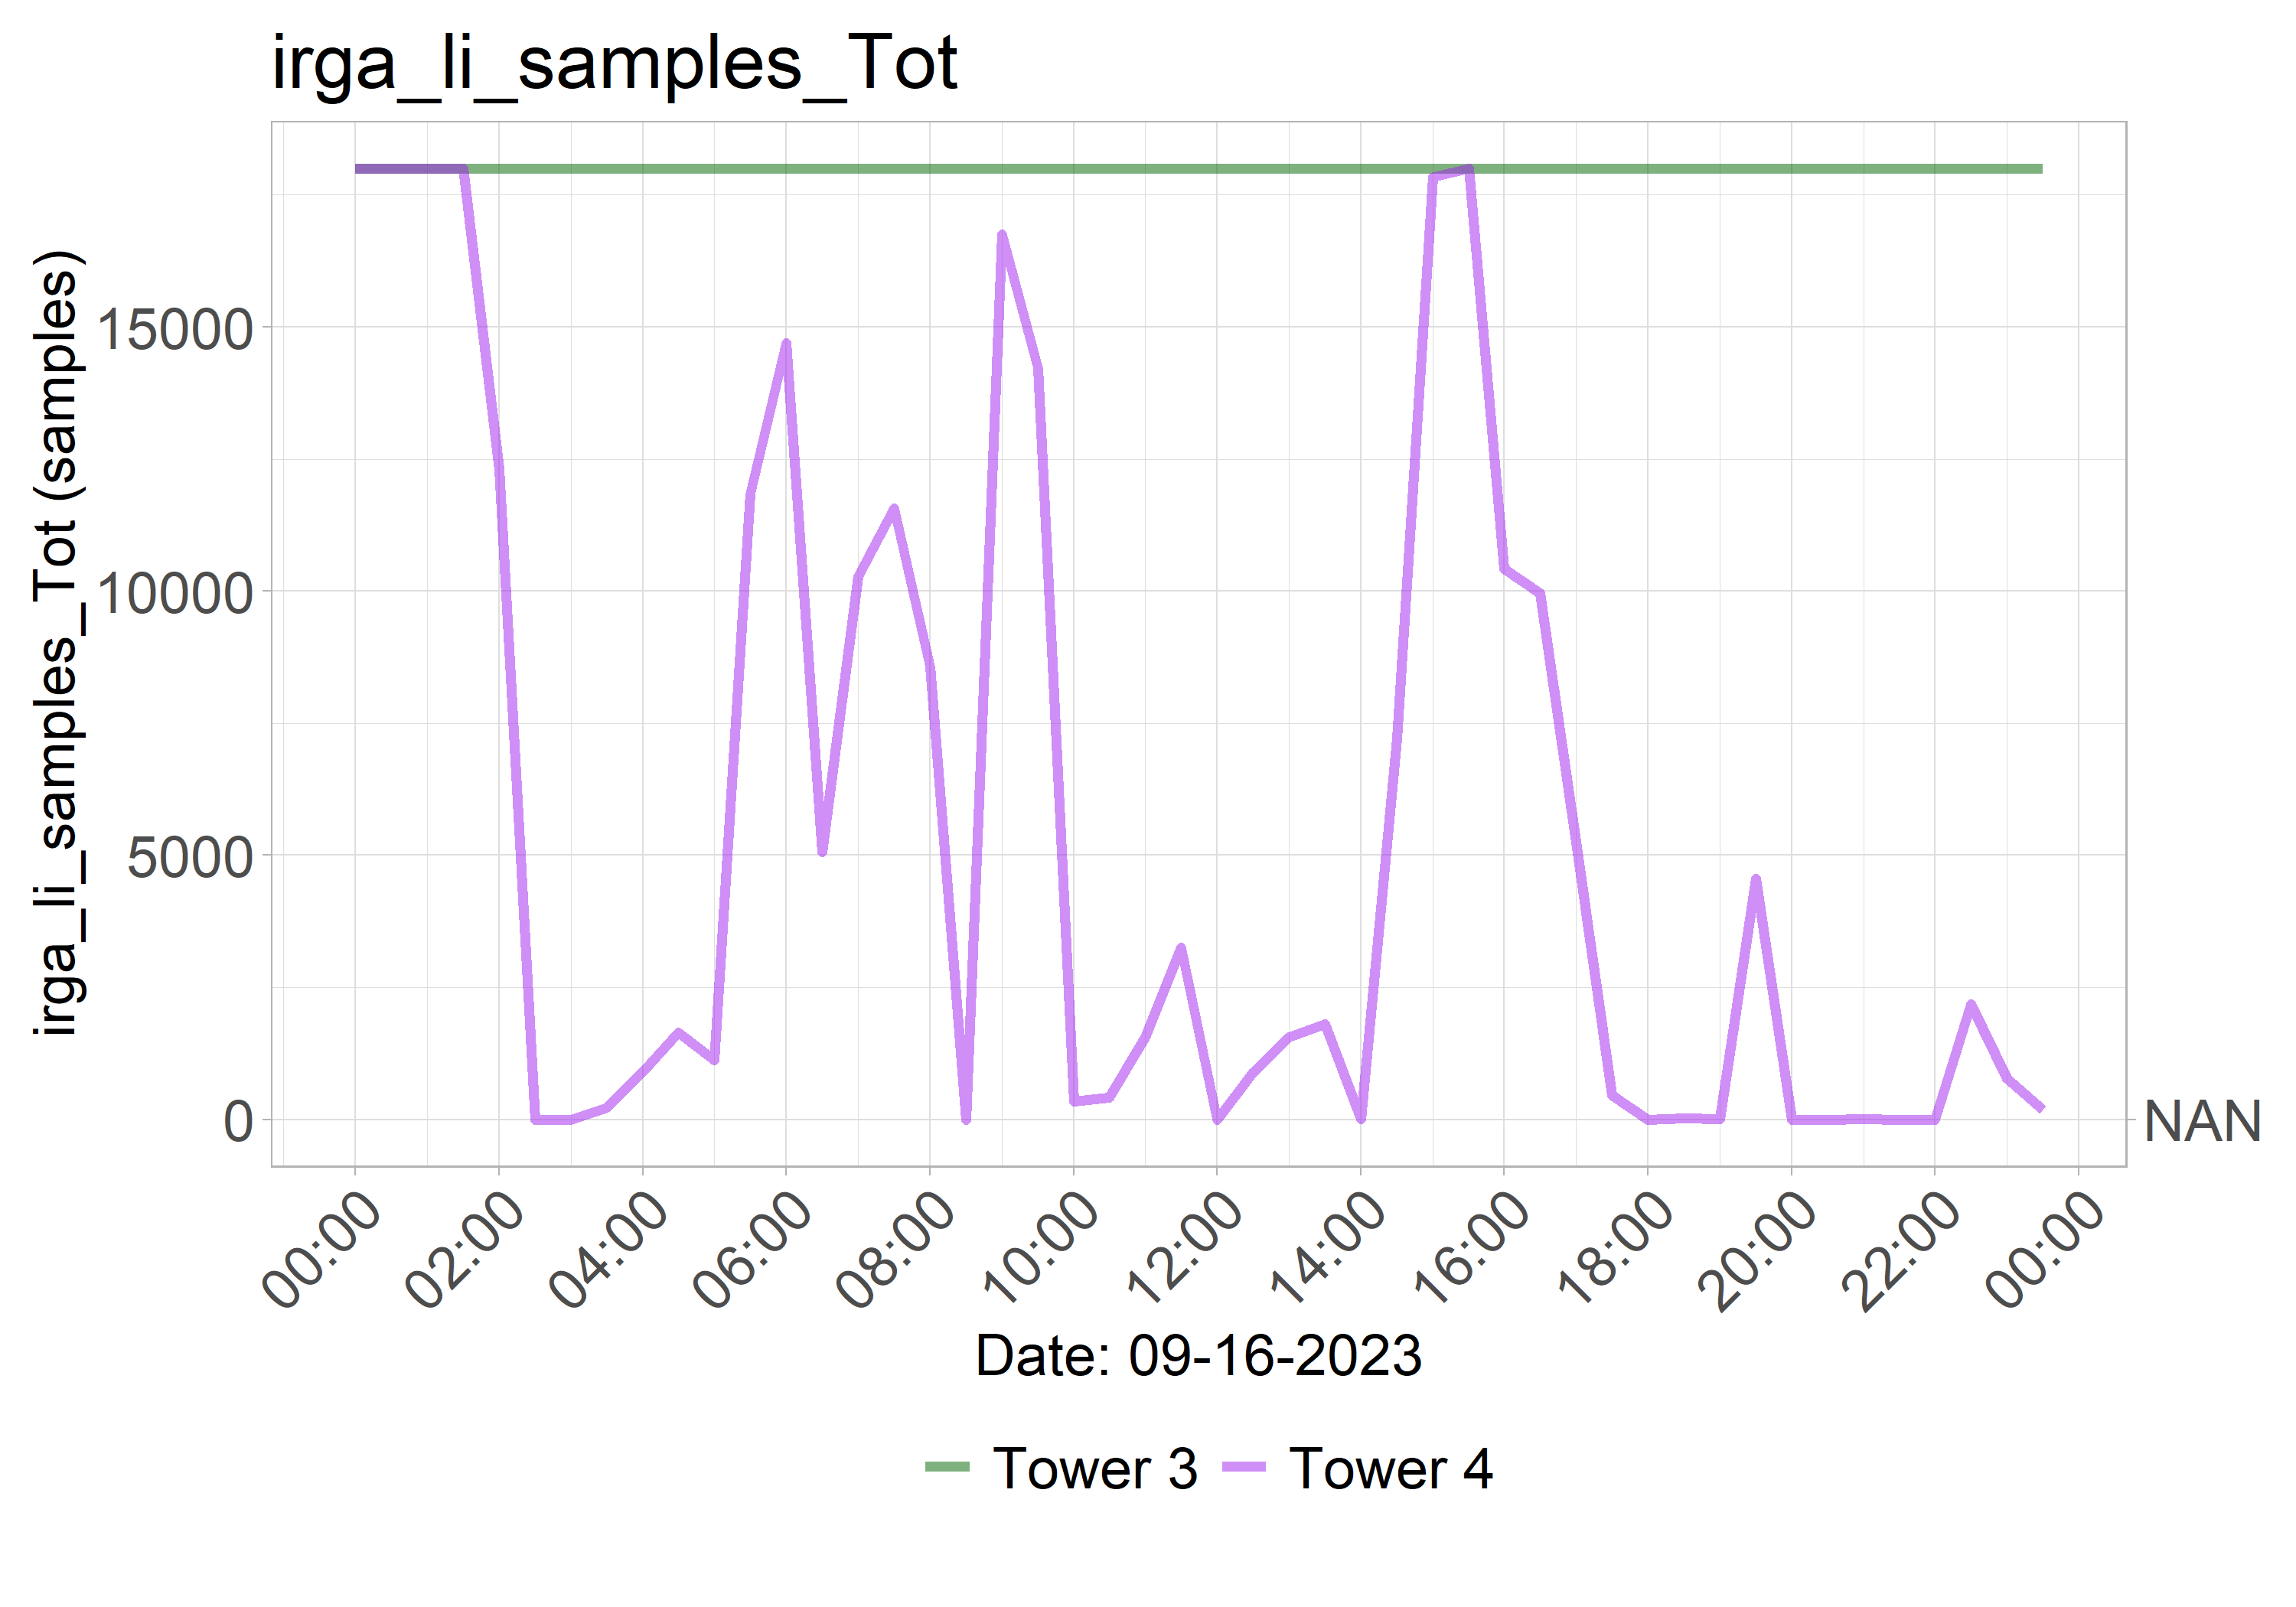 irga_li_samples_Tot
irga_li_samples_Tot (samples)
15000
10000
5000
0
NAN
00:00
02:00
04:00
06:00
08:00
10:00
12:00
14:00
16:00
18:00
20:00
22:00
00:00
Date: 09-16-2023
Tower 3
Tower 4